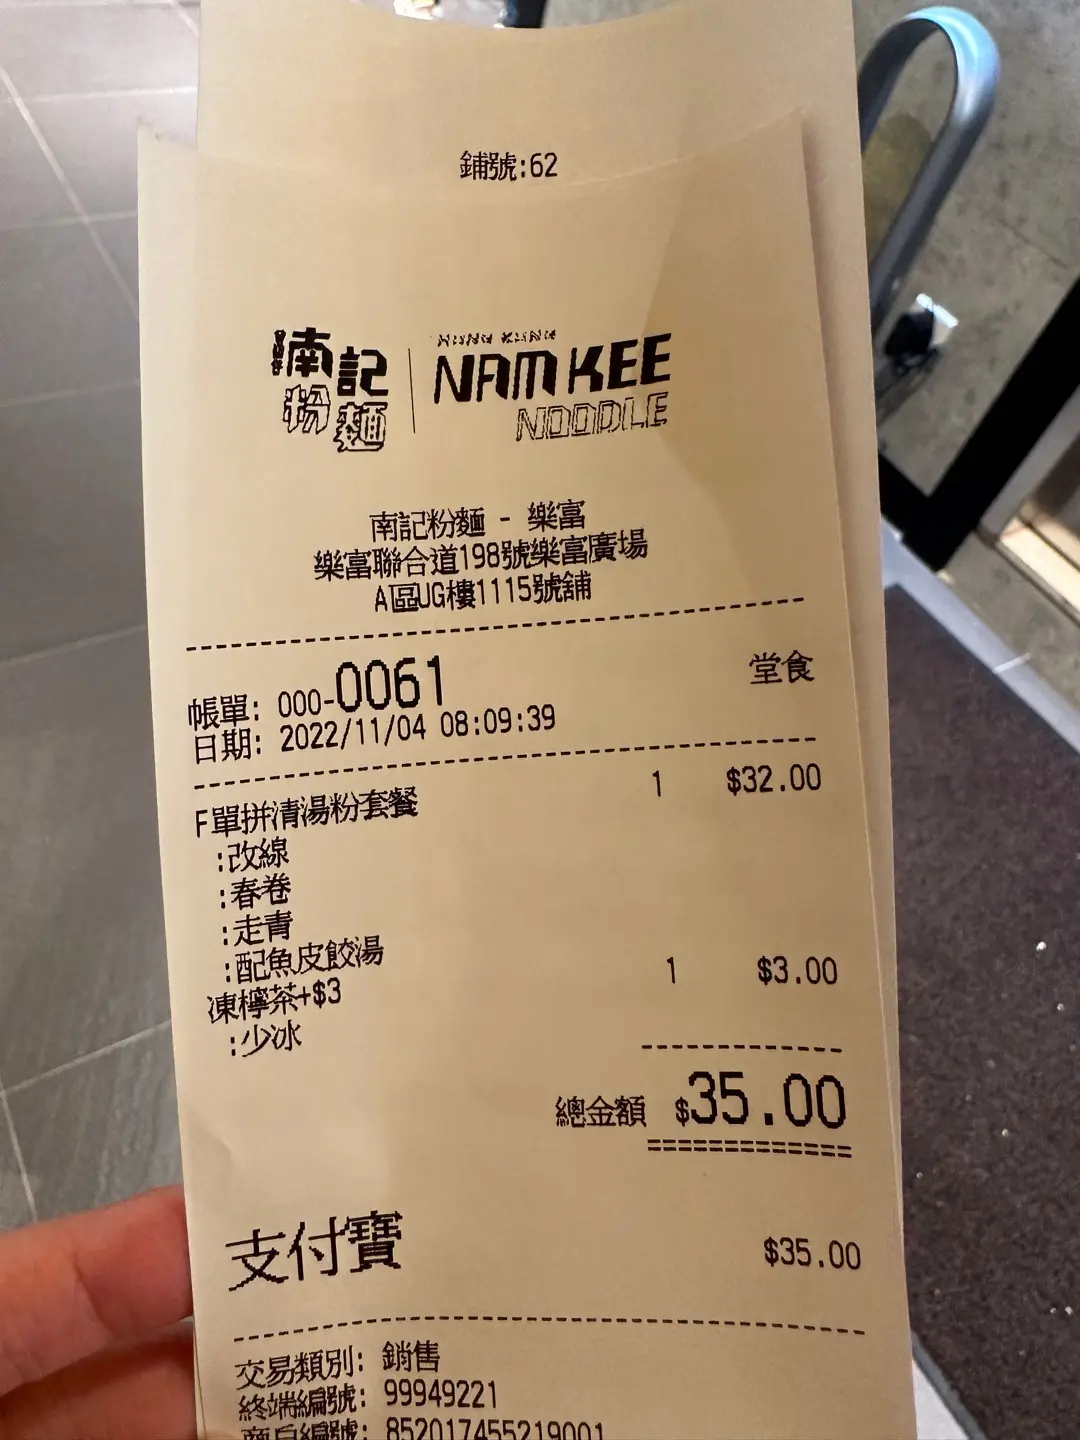 鋪號:62
南記
粉麵
HONG KONG
NAM KEE
NOODLE
南記粉麵 - 樂富
樂富聯合道198號樂富廣場
A區UG樓1115號舖
帳單: 000-0061 堂食
日期: 2022/11/04 08:09:39
F單拼清湯粉套餐 1 $32.00
:改線
:春卷
:走青
:配魚皮餃湯
凍檸茶+$3 1 $3.00
:少冰
總金額 $35.00
支付寶 $35.00
交易類別: 銷售
終端編號: 99949221
商戶編號: 852017455219001